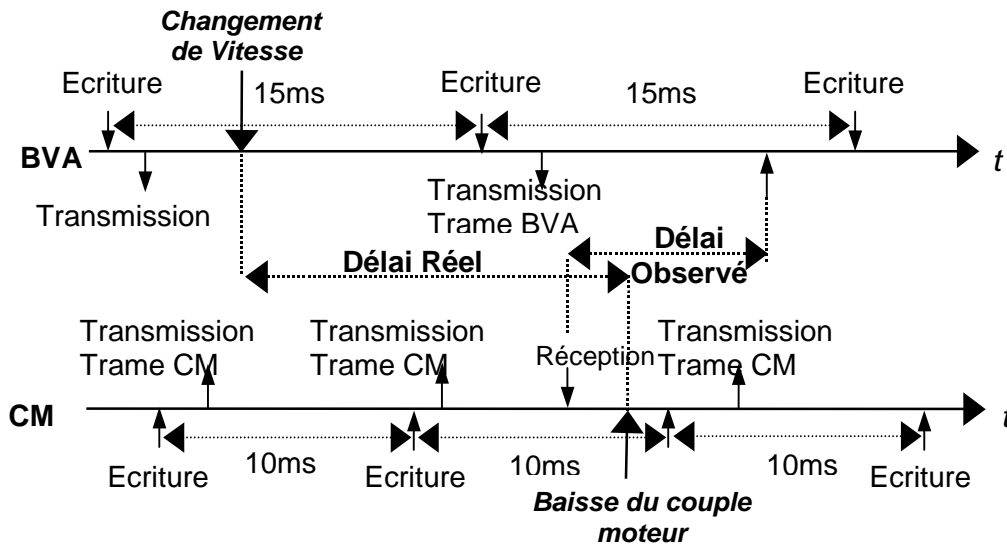 Changement
de Vitesse
Ecriture
15ms
Ecriture
15ms
Ecriture
BVA
t
Transmission
Transmission
Trame BVA
Délai Réel
Délai
Observé
Transmission
Trame CM
Transmission
Trame CM
Réception
Transmission
Trame CM
CM
t
10ms
10ms
10ms
Ecriture
Ecriture
Ecriture
Baisse du couple
moteur